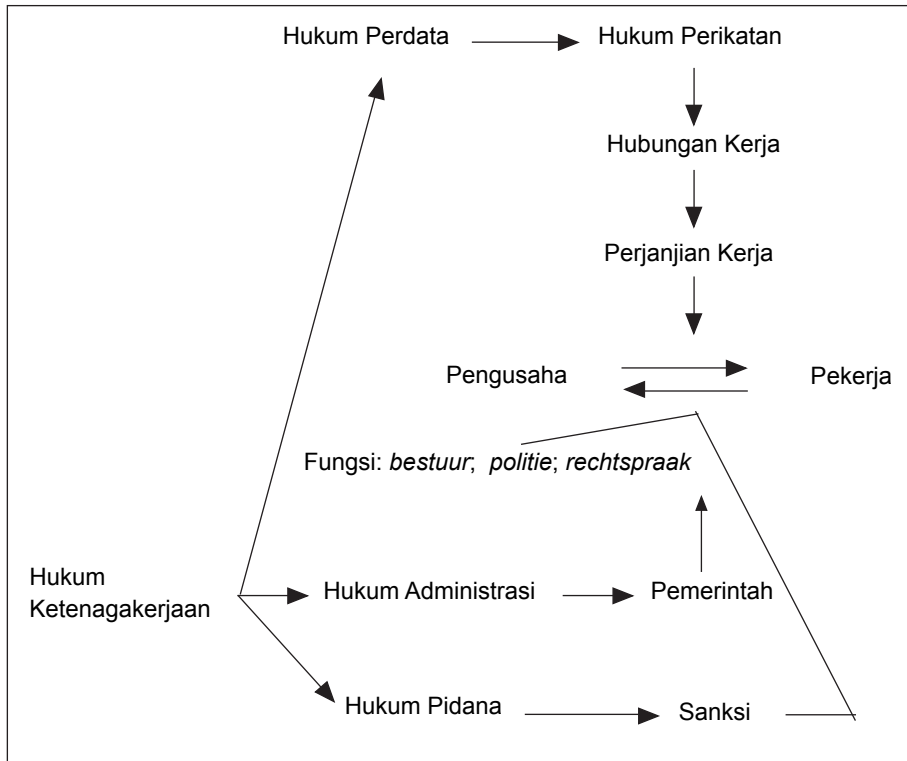 Hukum Perdata
Hukum Perikatan
Hubungan Kerja
Perjanjian Kerja
Pengusaha
Pekerja
Fungsi: bestuur; politie; rechtspraak
Hukum
Ketenagakerjaan
Hukum Administrasi
Pemerintah
Hukum Pidana
Sanksi